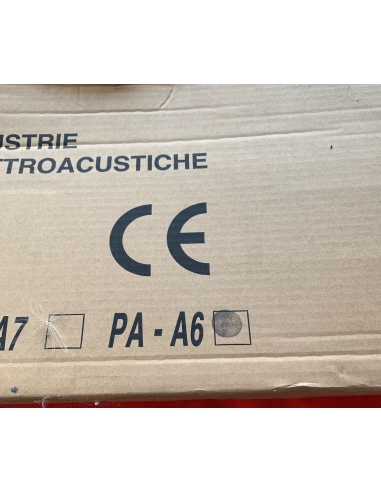 USTRIE
TTROACUSTICHE
CE
A7 PA - A6